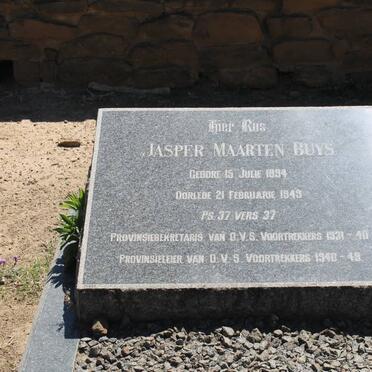 Hier Rus
JASPER MAARTEN BUYS
GEBORE 15 JULIE 1894
OORLEDE 21 FEBRUARIE 1949
PS 37 VERS 37
PROVINSIESEKRETARIS VAN O.V.S. VOORTREKKERS 1931 - 40
PROVINSIELEIER VAN O.V.S. VOORTREKKERS 1940 - 49